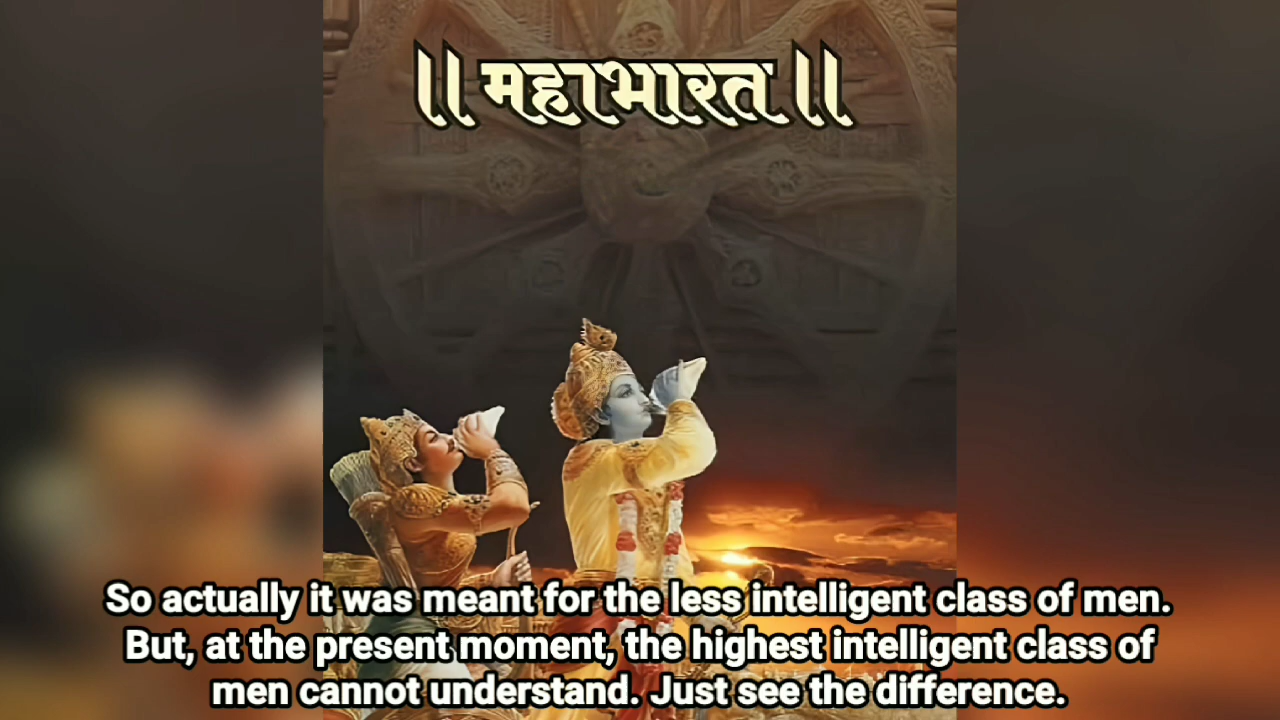 || महाभारत ||
So actually it was meant for the less intelligent class of men.
But, at the present moment, the highest intelligent class of
men cannot understand. Just see the difference.